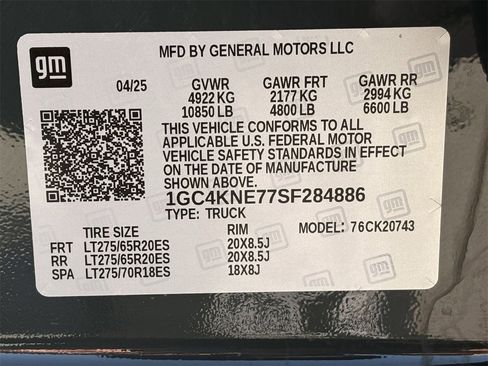 gm
MFD BY GENERAL MOTORS LLC
04/25 GVWR GAWR FRT GAWR RR
4922 KG 2177 KG 2994 KG
10850 LB 4800 LB 6600 LB
THIS VEHICLE CONFORMS TO ALL
APPLICABLE U.S. FEDERAL MOTOR
VEHICLE SAFETY STANDARDS IN EFFECT
ON THE DATE OF MANUFACTURE
SHOWN ABOVE.
1GC4KNE77SF284886
TYPE: TRUCK
TIRE SIZE RIM MODEL: 76CK20743
FRT LT275/65R20ES 20X8.5J
RR LT275/65R20ES 20X8.5J
SPA LT275/70R18ES 18X8J